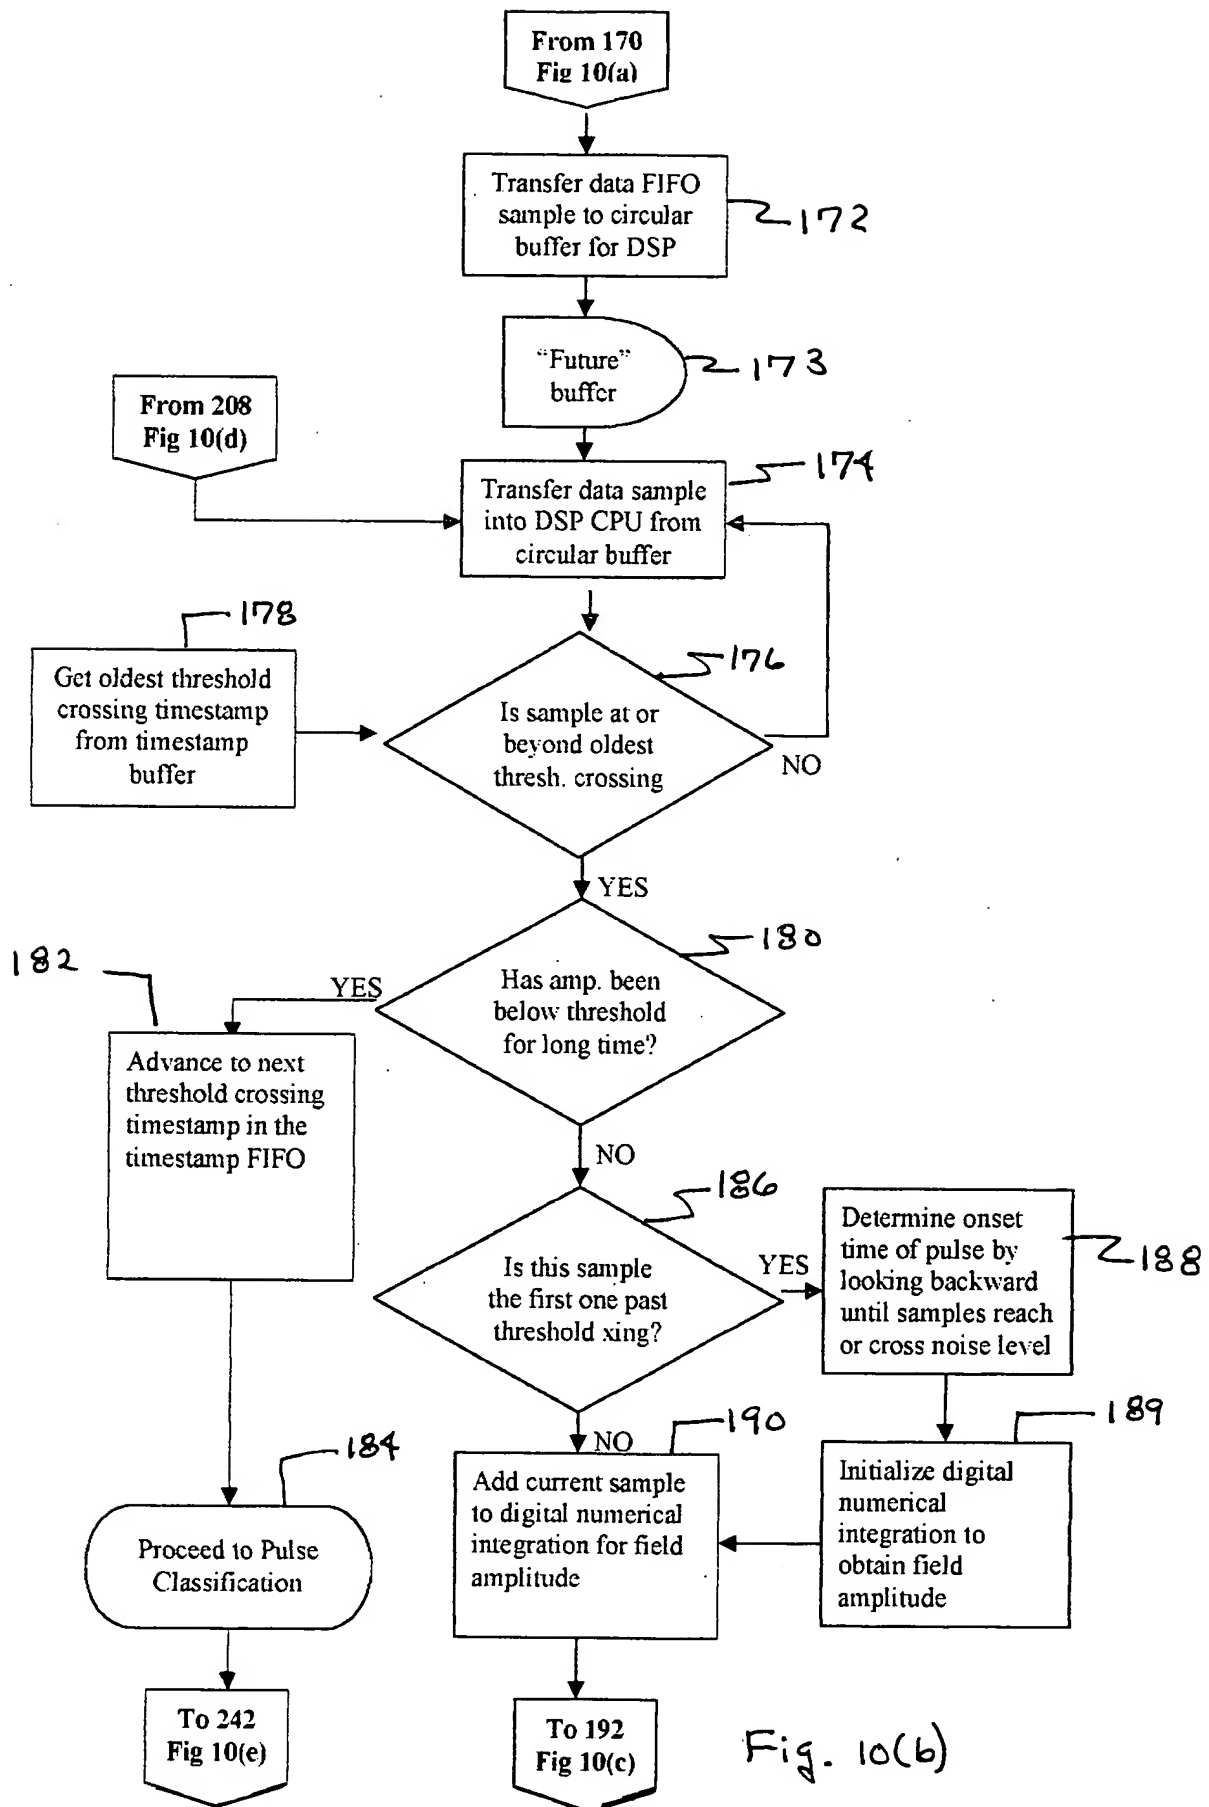 From 170
Fig 10(a)
Transfer data FIFO
sample to circular
buffer for DSP
172
"Future"
buffer
173
From 208
Fig 10(d)
Transfer data sample
into DSP CPU from
circular buffer
174
178
Get oldest threshold
crossing timestamp
from timestamp
buffer
Is sample at or
beyond oldest
thresh. crossing
176
NO
YES
Has amp. been
below threshold
for long time?
180
182
YES
Advance to next
threshold crossing
timestamp in the
timestamp FIFO
NO
Is this sample
the first one past
threshold xing?
186
YES
Determine onset
time of pulse by
looking backward
until samples reach
or cross noise level
188
NO
190
Add current sample
to digital numerical
integration for field
amplitude
189
Initialize digital
numerical
integration to
obtain field
amplitude
184
Proceed to Pulse
Classification
To 242
Fig 10(e)
To 192
Fig 10(c)
Fig. 10(b)